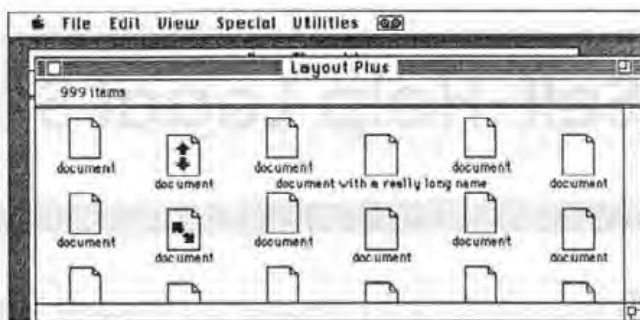 File Edit View Special Utilities
Layout Plus
999 items
document document document
document document document with a really long name document
document document document
document document document